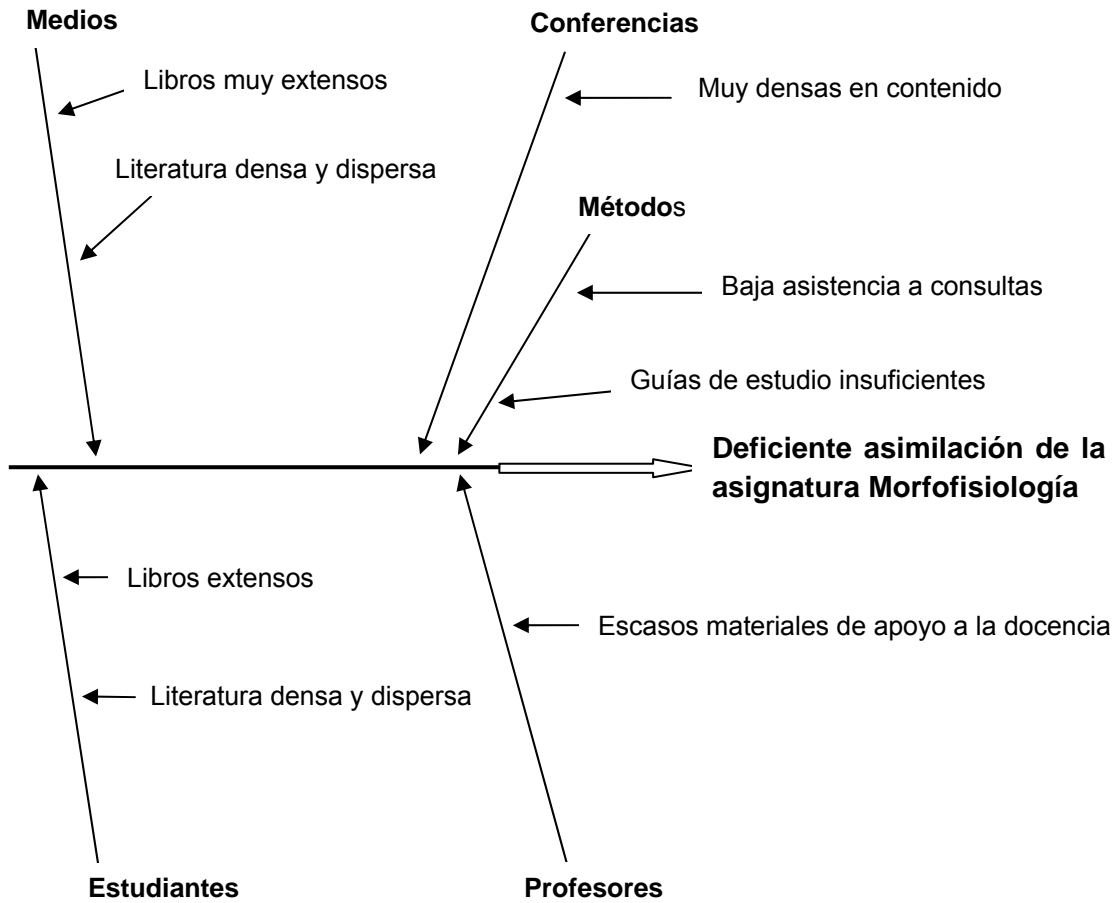 Medios
Conferencias
Libros muy extensos
Muy densas en contenido
Literatura densa y dispersa
Métodos
Baja asistencia a consultas
Guías de estudio insuficientes
Deficiente asimilación de la
asignatura Morfofisiología
Libros extensos
Escasos materiales de apoyo a la docencia
Literatura densa y dispersa
Estudiantes
Profesores